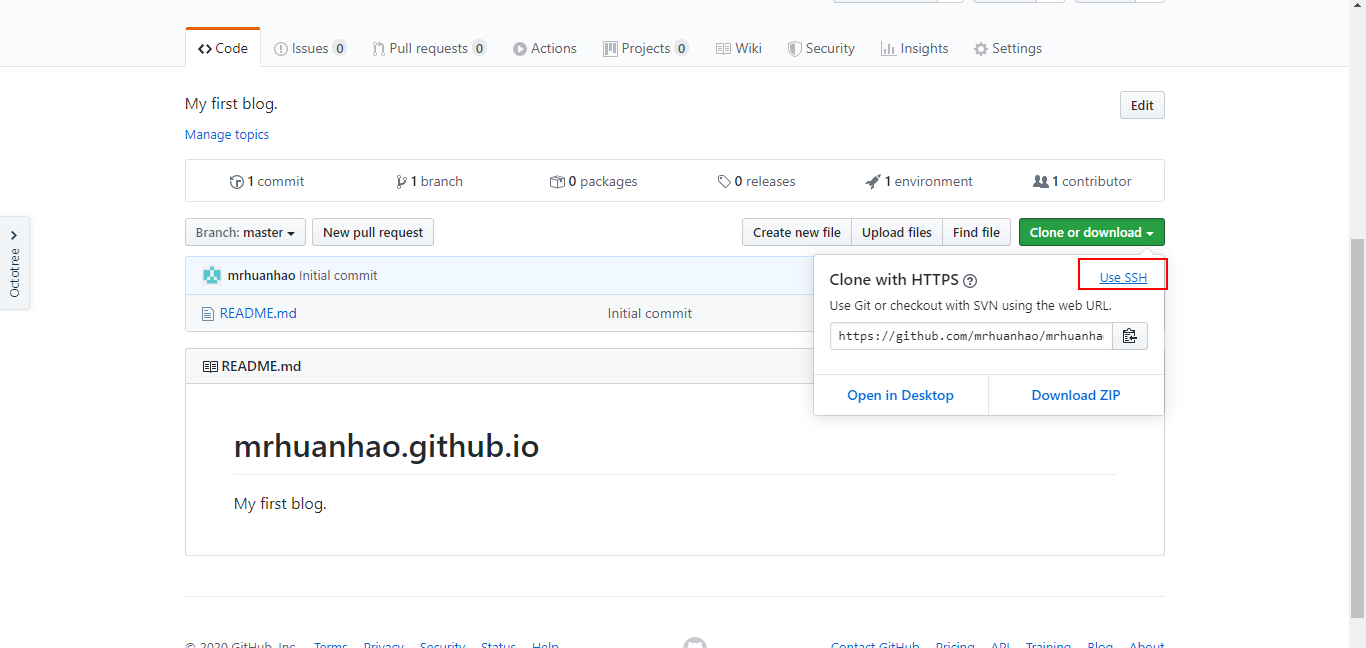 Code Issues 0 Pull requests 0 Actions Projects 0 Wiki Security Insights Settings
My first blog.
Edit
Manage topics
1 commit 1 branch 0 packages 0 releases 1 environment 1 contributor
Branch: master New pull request Create new file Upload files Find file Clone or download
mrhuanhao Initial commit
README.md Initial commit
Clone with HTTPS Use SSH
Use Git or checkout with SVN using the web URL.
https://github.com/mrhuanhao/mrhuanha
Open in Desktop Download ZIP
README.md
mrhuanhao.github.io
My first blog.
Octotree
© 2020 GitHub, Inc. Terms Privacy Security Status Help Contact GitHub Pricing API Training Blog About